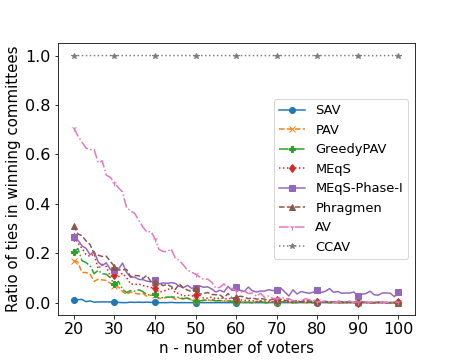 Ratio of ties in winning committees
1.0
0.8
0.6
0.4
0.2
0.0
SAV
PAV
GreedyPAV
MEqS
MEqS-Phase-I
Phragmen
AV
CCAV
20 30 40 50 60 70 80 90 100
n - number of voters